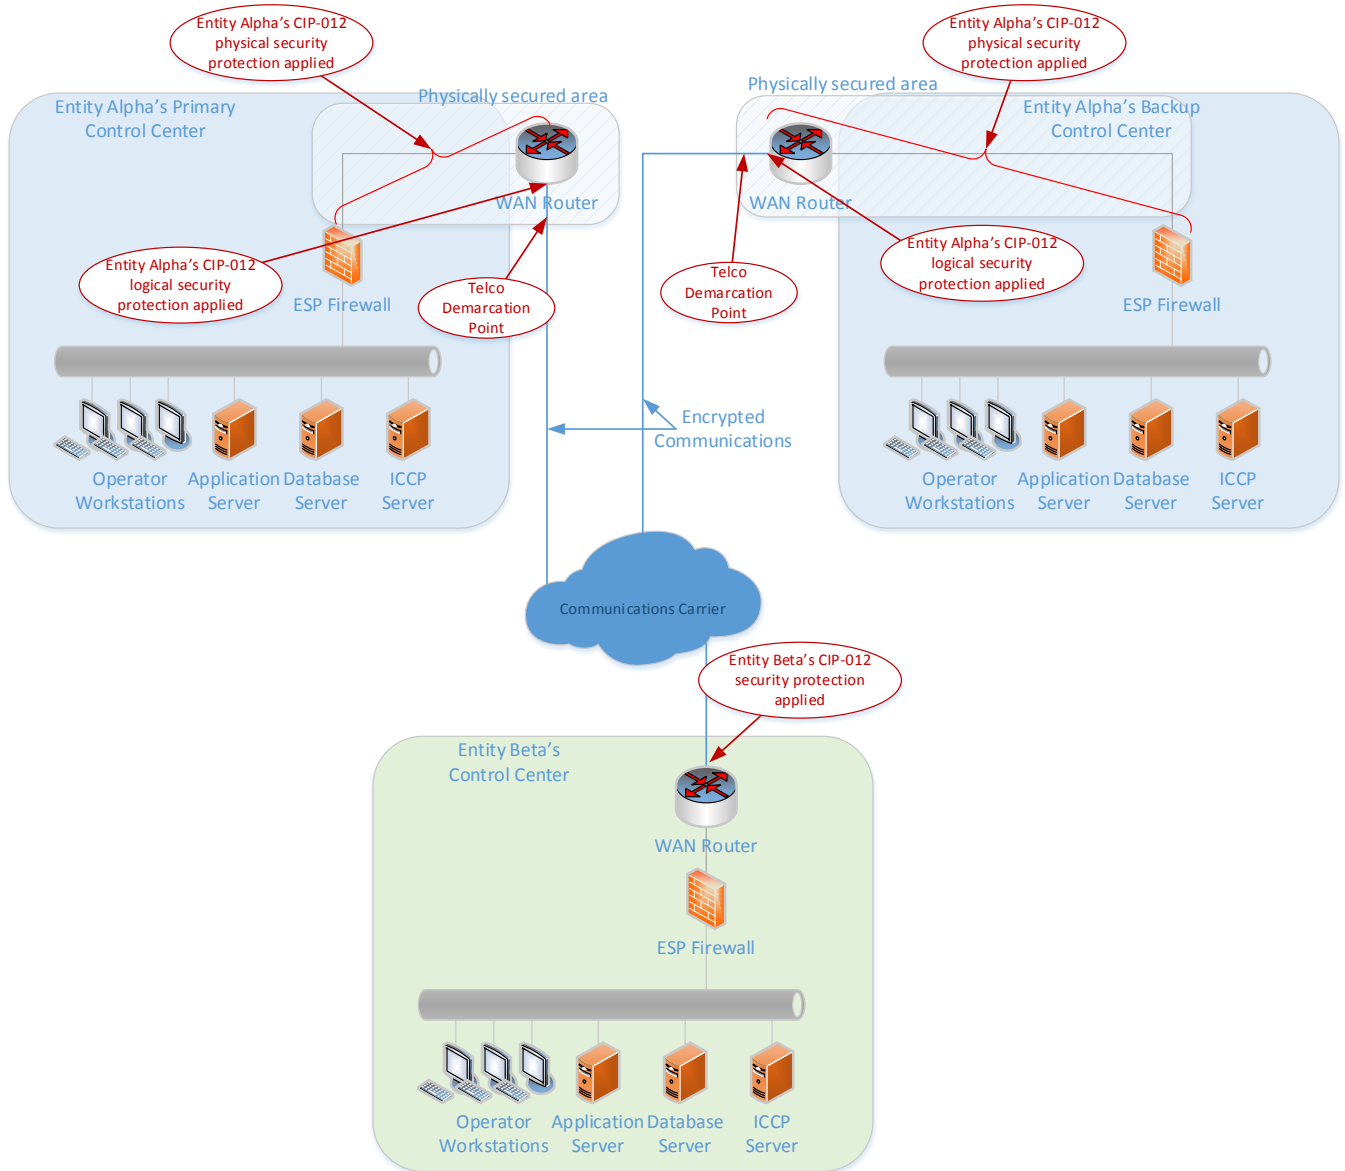 Entity Alpha's CIP-012
physical security
protection applied
Entity Alpha's CIP-012
physical security
protection applied
Entity Alpha's Primary
Control Center
Physically secured area
Physically secured area
Entity Alpha's Backup
Control Center
WAN Router
WAN Router
Entity Alpha's CIP-012
logical security
protection applied
ESP Firewall
Telco
Demarcation
Point
Telco
Demarcation
Point
Entity Alpha's CIP-012
logical security
protection applied
ESP Firewall
Encrypted
Communications
Operator
Workstations
Application
Server
Database
Server
ICCP
Server
Operator
Workstations
Application
Server
Database
Server
ICCP
Server
Communications Carrier
Entity Beta's CIP-012
security protection
applied
Entity Beta's
Control Center
WAN Router
ESP Firewall
Operator
Workstations
Application
Server
Database
Server
ICCP
Server